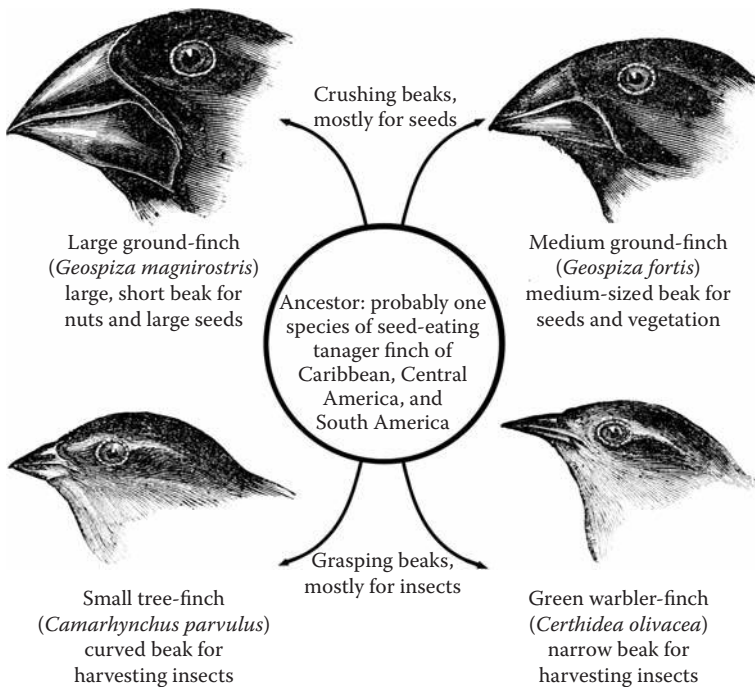 Crushing beaks,
mostly for seeds
Large ground-finch
(Geospiza magnirostris)
large, short beak for
nuts and large seeds
Medium ground-finch
(Geospiza fortis)
medium-sized beak for
seeds and vegetation
Ancestor: probably one
species of seed-eating
tanager finch of
Caribbean, Central
America, and
South America
Grasping beaks,
mostly for insects
Small tree-finch
(Camarhynchus parvulus)
curved beak for
harvesting insects
Green warbler-finch
(Certhidea olivacea)
narrow beak for
harvesting insects